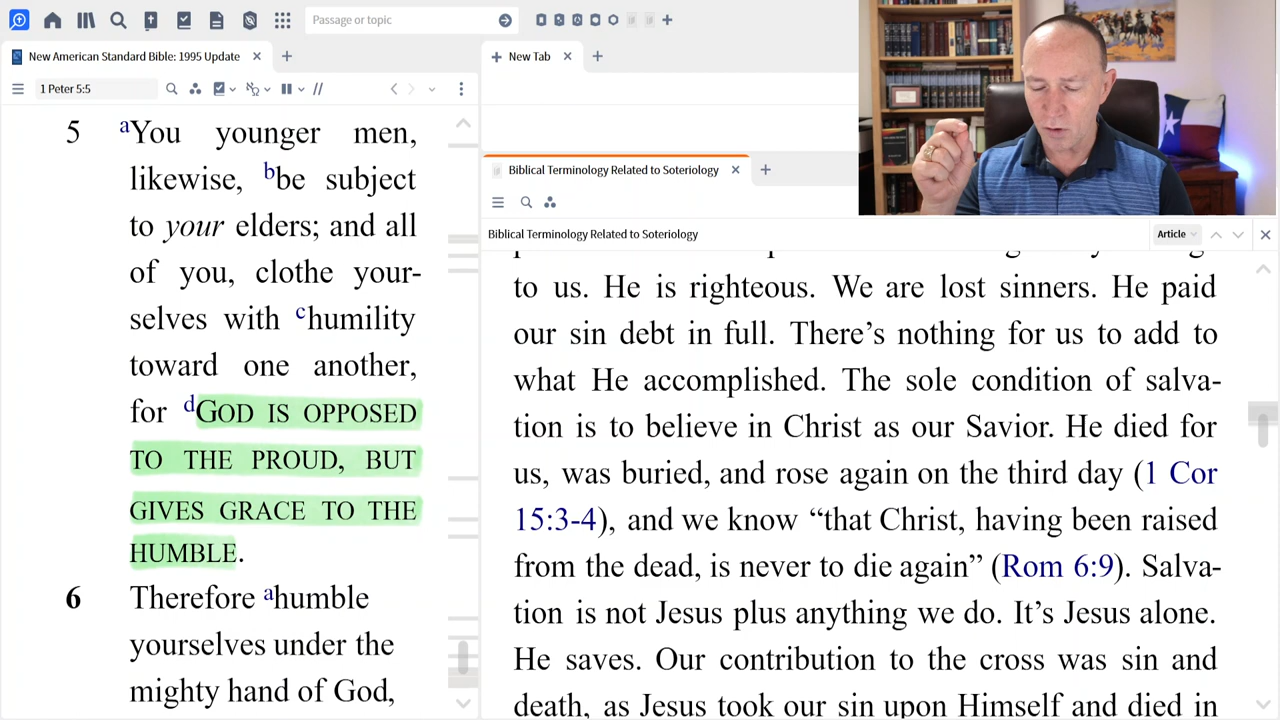 Passage or topic
New American Standard Bible: 1995 Update
New Tab
1 Peter 5:5
5 aYou younger men,
likewise, bbe subject
to your elders; and all
of you, clothe your-
selves with chumility
toward one another,
for dGOD IS OPPOSED
TO THE PROUD, BUT
GIVES GRACE TO THE
HUMBLE.
6 Therefore ahumble
yourselves under the
mighty hand of God,
Biblical Terminology Related to Soteriology
Biblical Terminology Related to Soteriology
Article
to us. He is righteous. We are lost sinners. He paid
our sin debt in full. There’s nothing for us to add to
what He accomplished. The sole condition of salva-
tion is to believe in Christ as our Savior. He died for
us, was buried, and rose again on the third day (1 Cor
15:3-4), and we know “that Christ, having been raised
from the dead, is never to die again” (Rom 6:9). Salva-
tion is not Jesus plus anything we do. It’s Jesus alone.
He saves. Our contribution to the cross was sin and
death, as Jesus took our sin upon Himself and died in